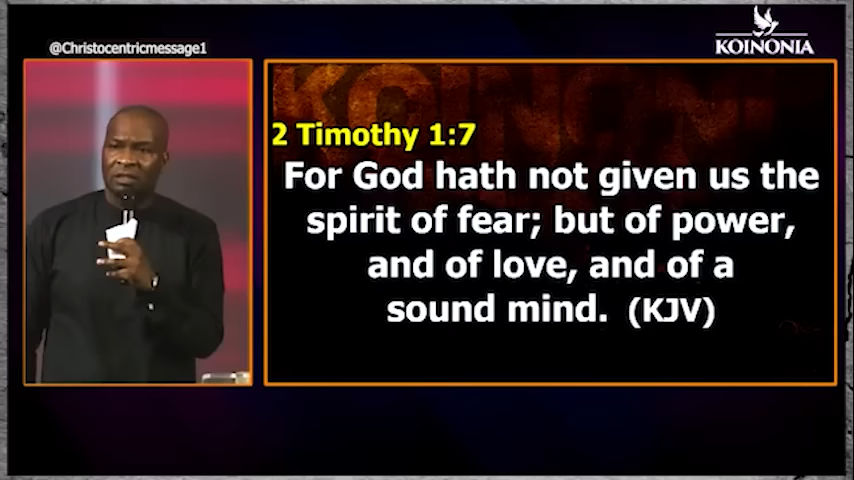 @Christocentricmessage1
KOINONIA
2 Timothy 1:7
For God hath not given us the
spirit of fear; but of power,
and of love, and of a
sound mind. (KJV)